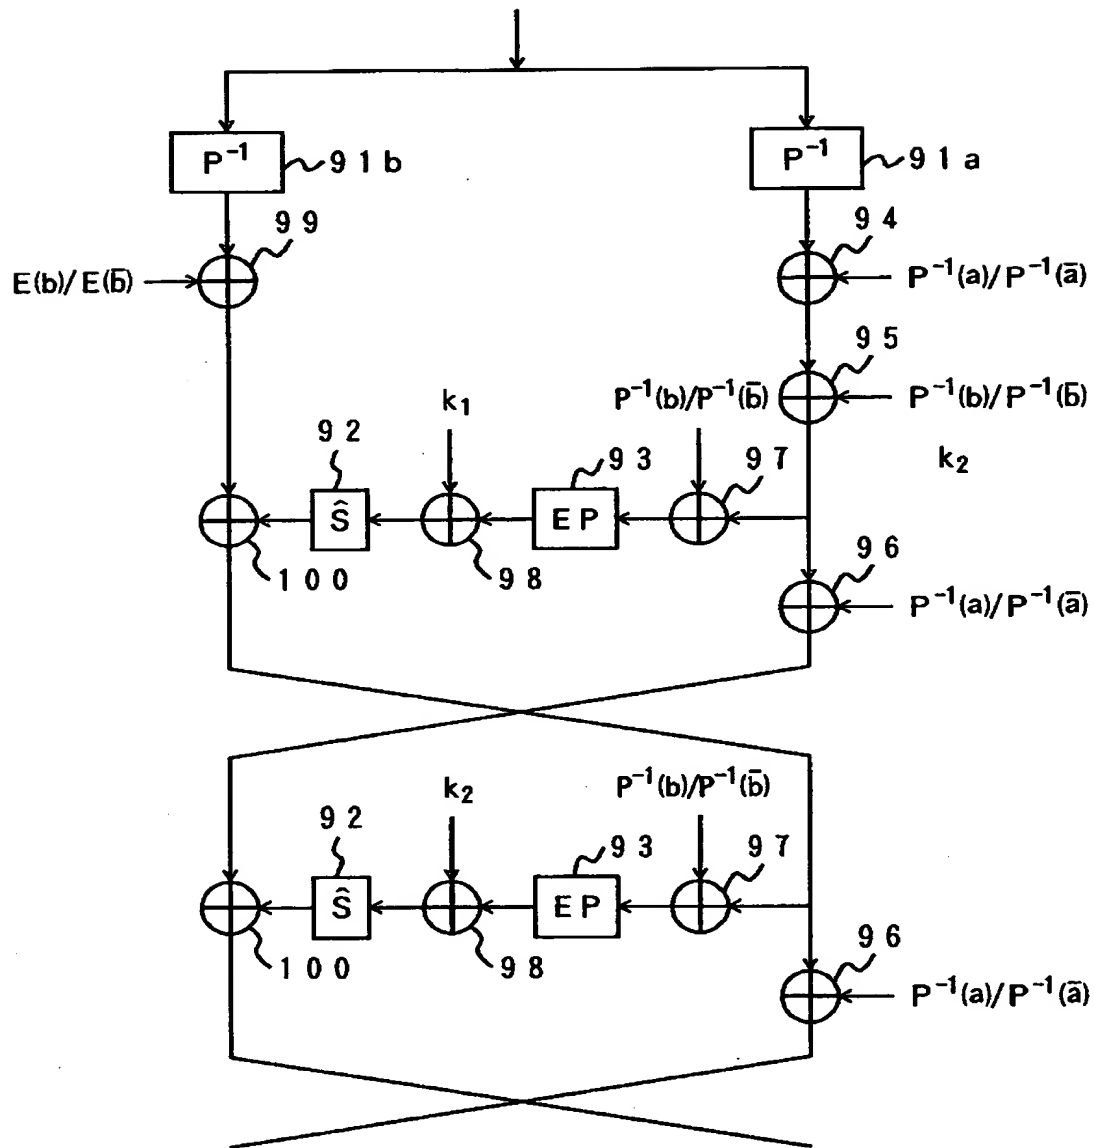 P⁻¹ 91b P⁻¹ 91a
99 94
E(b)/E(b̄) P⁻¹(a)/P⁻¹(ā)
95
k₁ P⁻¹(b)/P⁻¹(b̄) P⁻¹(b)/P⁻¹(b̄)
92 93 97 k₂
Ŝ EP
100 98 96
P⁻¹(a)/P⁻¹(ā)
k₂ P⁻¹(b)/P⁻¹(b̄)
92 93 97
Ŝ EP
100 98 96
P⁻¹(a)/P⁻¹(ā)